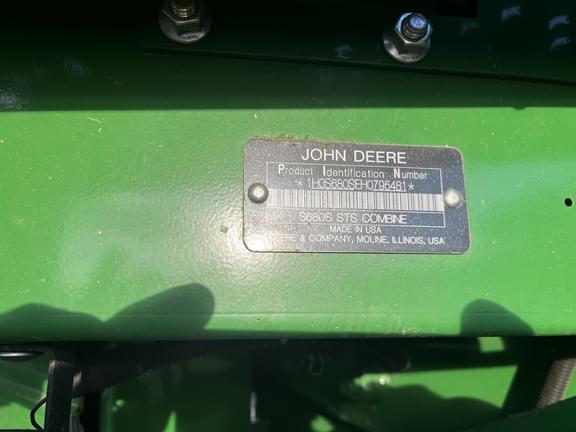 JOHN DEERE
Product Identification Number
*1H0S680SEH0795481*
S680S STS COMBINE
MADE IN USA
DEERE & COMPANY, MOLINE, ILLINOIS, USA